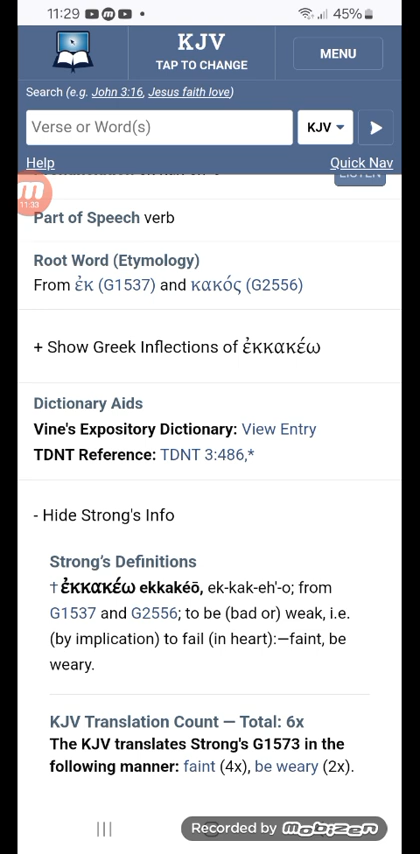 11:29
45%
KJV
TAP TO CHANGE
MENU
Search (e.g. John 3:16, Jesus faith love)
Verse or Word(s)
KJV
Help
Quick Nav
LISTEN
11:33
Part of Speech verb
Root Word (Etymology)
From ἐκ (G1537) and κακός (G2556)
+ Show Greek Inflections of ἐκκακέω
Dictionary Aids
Vine's Expository Dictionary: View Entry
TDNT Reference: TDNT 3:486,*
- Hide Strong's Info
Strong's Definitions
†ἐκκακέω ekkakéō, ek-kak-eh'-o; from
G1537 and G2556; to be (bad or) weak, i.e.
(by implication) to fail (in heart):—faint, be
weary.
KJV Translation Count — Total: 6x
The KJV translates Strong's G1573 in the
following manner: faint (4x), be weary (2x).
Recorded by mobizen